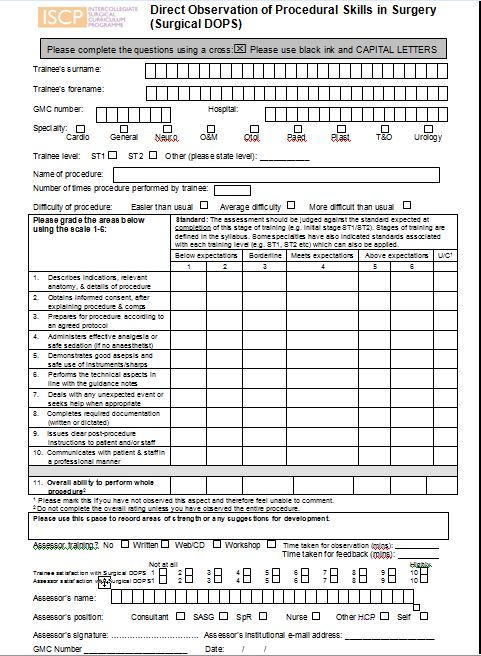 ISCP INTERCOLLEGIATE SURGICAL CURRICULUM PROGRAMME
Direct Observation of Procedural Skills in Surgery (Surgical DOPS)
Please complete the questions using a cross: ☒ Please use black ink and CAPITAL LETTERS
Trainee's surname:
Trainee's forename:
GMC number: Hospital:
Specialty:
Cardio General Neuro O&M Otol Paed Plast T&O Urology
Trainee level: ST1 ST2 Other (please state level): __________
Name of procedure:
Number of times procedure performed by trainee:
Difficulty of procedure: Easier than usual Average difficulty More difficult than usual
Please grade the areas below using the scale 1-6:
Standard: The assessment should be judged against the standard expected at
completion of this stage of training (e.g. initial stage ST1/ST2). Stages of training are
defined in the syllabus. Some specialties have also indicated standards associated
with each training level (e.g. ST1, ST2 etc) which can also be applied.
Below expectations Borderline Meets expectations Above expectations U/C¹
1 2 3 4 5 6
1. Describes indications, relevant
anatomy, & details of procedure
2. Obtains informed consent, after
explaining procedure & comps
3. Prepares for procedure according to
an agreed protocol
4. Administers effective analgesia or
safe sedation (if no anaesthetist)
5. Demonstrates good asepsis and
safe use of instruments/sharps
6. Performs the technical aspects in
line with the guidance notes
7. Deals with any unexpected event or
seeks help when appropriate
8. Completes required documentation
(written or dictated)
9. Issues clear post-procedure
instructions to patient and/or staff
10. Communicates with patient & staff in
a professional manner
11. Overall ability to perform whole
procedure²
¹ Please mark this if you have not observed this aspect and therefore feel unable to comment.
² Do not complete the overall rating unless you have observed the entire procedure.
Please use this space to record areas of strength or any suggestions for development.
Assessor training? No Written Web/CD Workshop Time taken for observation (mins): ________
Time taken for feedback (mins): ________
Not at all Highly
Trainee satisfaction with Surgical DOPS 1 2 3 4 5 6 7 8 9 10
Assessor satisfaction with Surgical DOPS 1 2 3 4 5 6 7 8 9 10
Assessor's name:
Assessor's position: Consultant SASG SpR Nurse Other HCP Self
Assessor's signature: ........................ Assessor's institutional e-mail address: ____________________
GMC Number ____________________ Date: / /